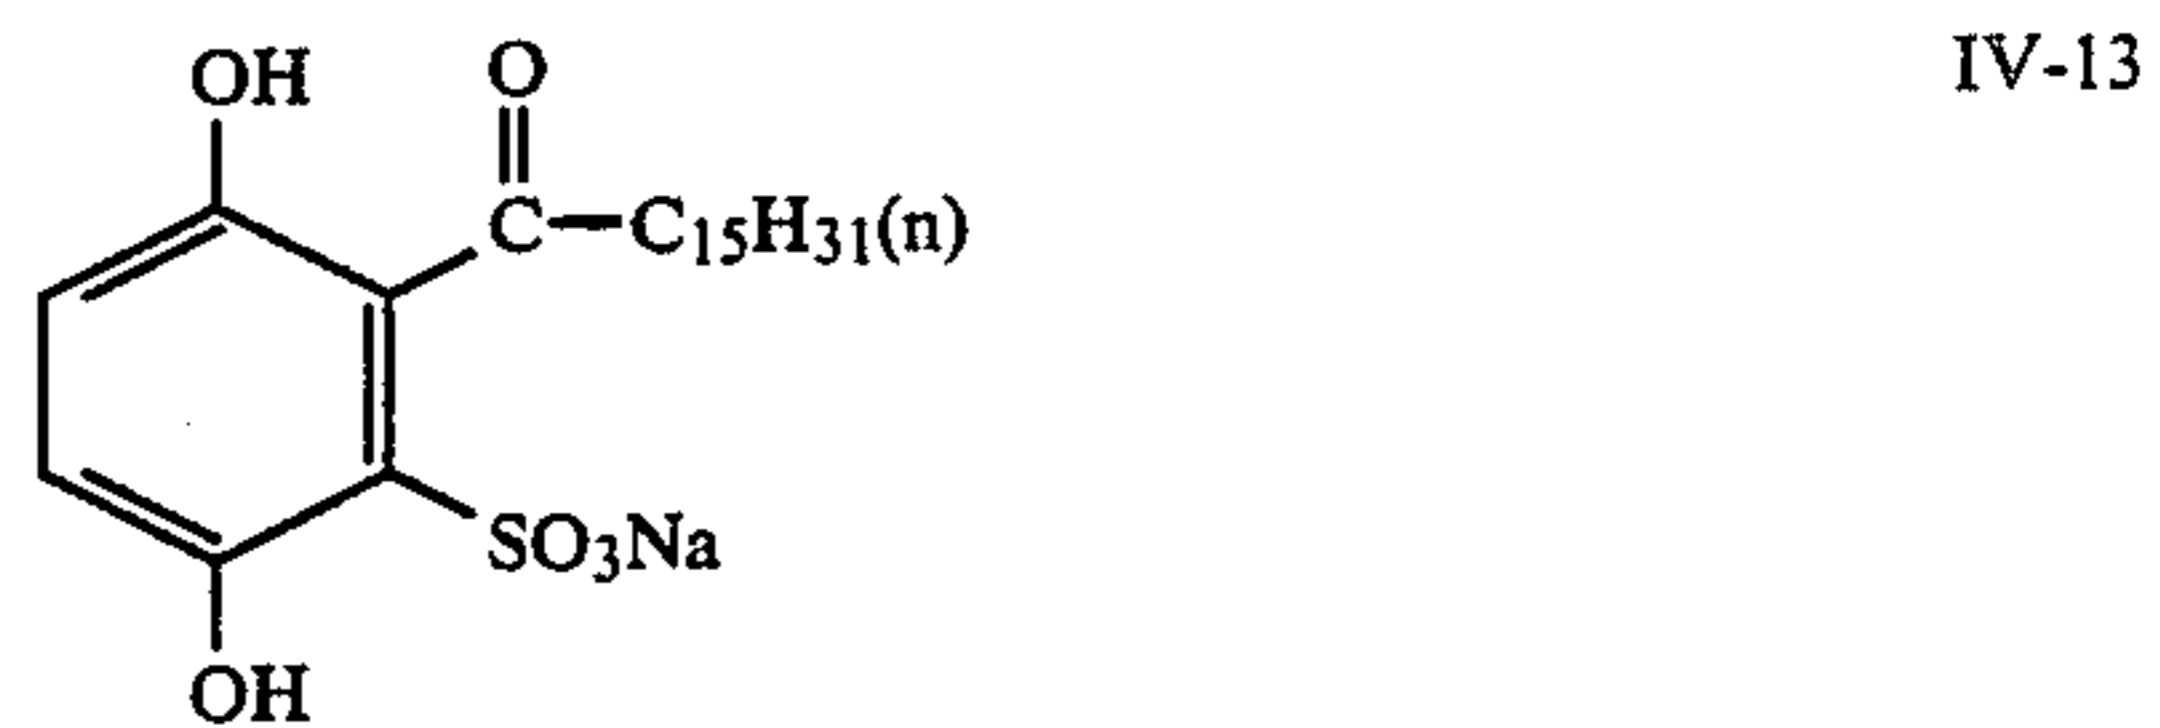 OH O IV-13
C—C₁₅H₃₁(n)
SO₃Na
OH